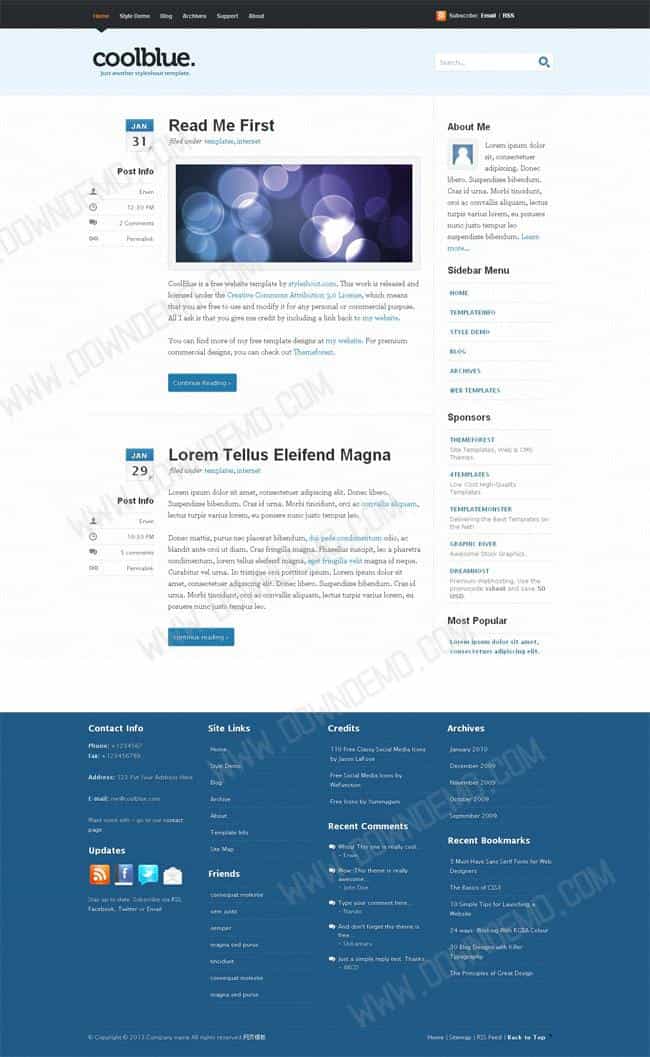 Home Style Demo Blog Archives Support About
Subscribe: Email | RSS
coolblue.
Just another styleshout template.
Search...
JAN
31
Read Me First
filed under templates, internet
Post Info
Erwin
12:30 PM
2 Comments
Permalink
CoolBlue is a free website template by styleshout.com. This work is released and
licensed under the Creative Commons Attribution 3.0 License, which means
that you are free to use and modify it for any personal or commercial purpose.
All I ask is that you give me credit by including a link back to my website.
You can find more of my free template designs at my website. For premium
commercial designs, you can check out Themeforest.
Continue Reading »
JAN
29
Lorem Tellus Eleifend Magna
filed under templates, internet
Post Info
Erwin
10:30 PM
5 comments
Permalink
Lorem ipsum dolor sit amet, consectetuer adipiscing elit. Donec libero.
Suspendisse bibendum. Cras id urna. Morbi tincidunt, orci ac convallis aliquam,
lectus turpis varius lorem, eu posuere nunc justo tempus leo.
Donec mattis, purus nec placerat bibendum, dui pede condimentum odio, ac
blandit ante orci ut diam. Cras fringilla magna. Phasellus suscipit, leo a pharetra
condimentum, lorem tellus eleifend magna, eget fringilla velit magna id neque.
Curabitur vel urna. In tristique orci porttitor ipsum. Lorem ipsum dolor sit
amet, consectetuer adipiscing elit. Donec libero. Suspendisse bibendum. Cras id
urna. Morbi tincidunt, orci ac convallis aliquam, lectus turpis varius lorem, eu
posuere nunc justo tempus leo.
continue reading »
About Me
Lorem ipsum dolor
sit, consectetuer
adipiscing. Donec
libero. Suspendisse bibendum.
Cras id urna. Morbi tincidunt,
orci ac convallis aliquam, lectus
turpis varius lorem, eu posuere
nunc justo tempus leo
suspendisse bibendum. Learn
more...
Sidebar Menu
HOME
TEMPLATEINFO
STYLE DEMO
BLOG
ARCHIVES
WEB TEMPLATES
Sponsors
THEMEFOREST
Site Templates, Web & CMS
Themes.
4TEMPLATES
Low Cost High-Quality
Templates.
TEMPLATEMONSTER
Delivering the Best Templates on
the Net!
GRAPHIC RIVER
Awesome Stock Graphics.
DREAMHOST
Premium Webhosting. Use the
promocode sshout and save 50
USD.
Most Popular
Lorem ipsum dolor sit amet,
consectetuer adipiscing elit.
Contact Info
Phone: +1234567
Fax: +123456789
Address: 123 Put Your Address Here
E-mail: me@coolblue.com
Want more info - go to our contact
page
Updates
Stay up to date. Subscribe via RSS,
Facebook, Twitter or Email
Site Links
Home
Style Demo
Blog
Archive
About
Template Info
Site Map
Friends
consequat molestie
sem justo
semper
magna sed purus
tincidunt
consequat molestie
magna sed purus
Credits
110 Free Classy Social Media Icons
by Jason LaRose
Free Social Media Icons by
WeFunction
Free Icons by Yummygum
Recent Comments
Whoa! This one is really cool...
- Erwin
Wow. This theme is really
awesome...
- John Doe
Type your comment here...
- Naruto
And don't forget this theme is
free...
- Shikamaru
Just a simple reply test. Thanks...
- ABCD
Archives
January 2010
December 2009
November 2009
October 2009
September 2009
Recent Bookmarks
5 Must Have Sans Serif Fonts for Web
Designers
The Basics of CSS3
10 Simple Tips for Launching a
Website
24 ways: Working With RGBA Colour
30 Blog Designs with Killer
Typography
The Principles of Great Design
© Copyright © 2013.Company name All rights reserved.网页模板
Home | Sitemap | RSS Feed | Back to Top
WWW.DOWNDEMO.COM
WWW.DOWNDEMO.COM
WWW.DOWNDEMO.COM
WWW.DOWNDEMO.COM
WWW.DOWNDEMO.COM
WWW.DOWNDEMO.COM
WWW.DOWNDEMO.COM